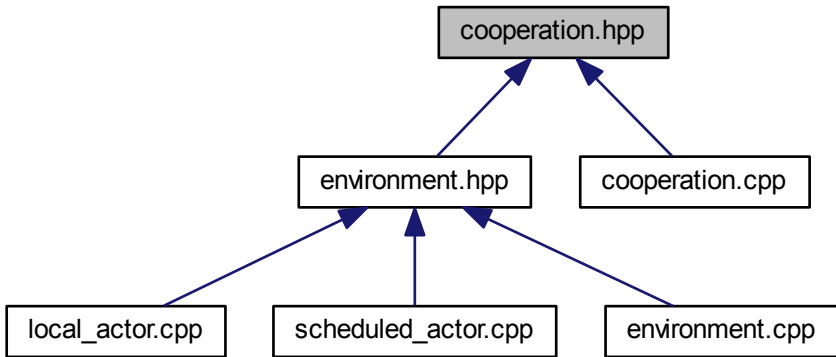 cooperation.hpp
environment.hpp
cooperation.cpp
local_actor.cpp
scheduled_actor.cpp
environment.cpp